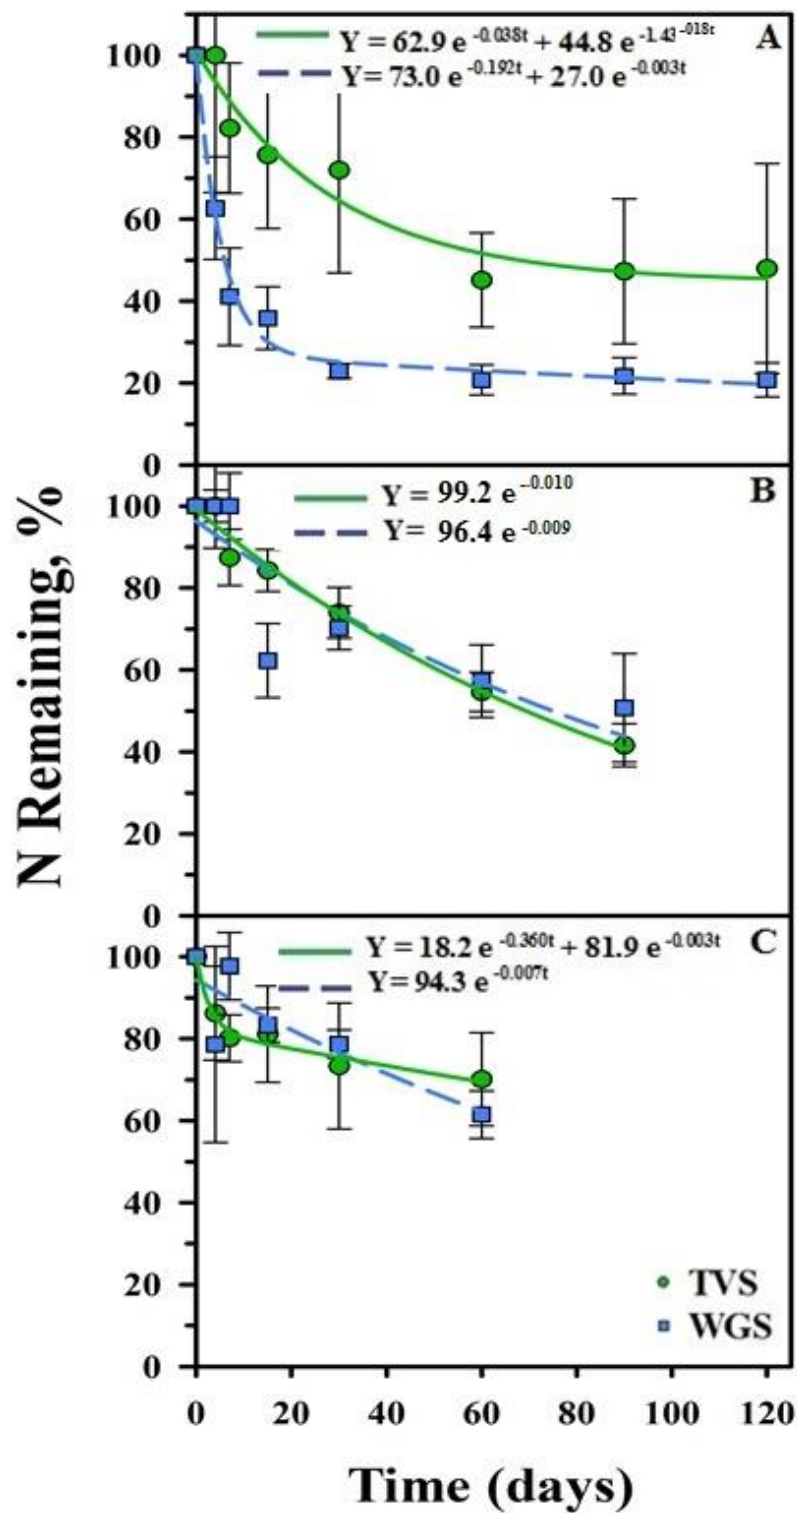 N Remaining, %
A
Y = 62.9 e^-0.038t + 44.8 e^-1.43-018t
Y= 73.0 e^-0.192t + 27.0 e^-0.003t
100
80
60
40
20
0
B
Y = 99.2 e^-0.010
Y= 96.4 e^-0.009
100
80
60
40
20
0
C
Y = 18.2 e^-0.360t + 81.9 e^-0.003t
Y= 94.3 e^-0.007t
100
80
60
40
20
0
TVS
WGS
0 20 40 60 80 100 120
Time (days)